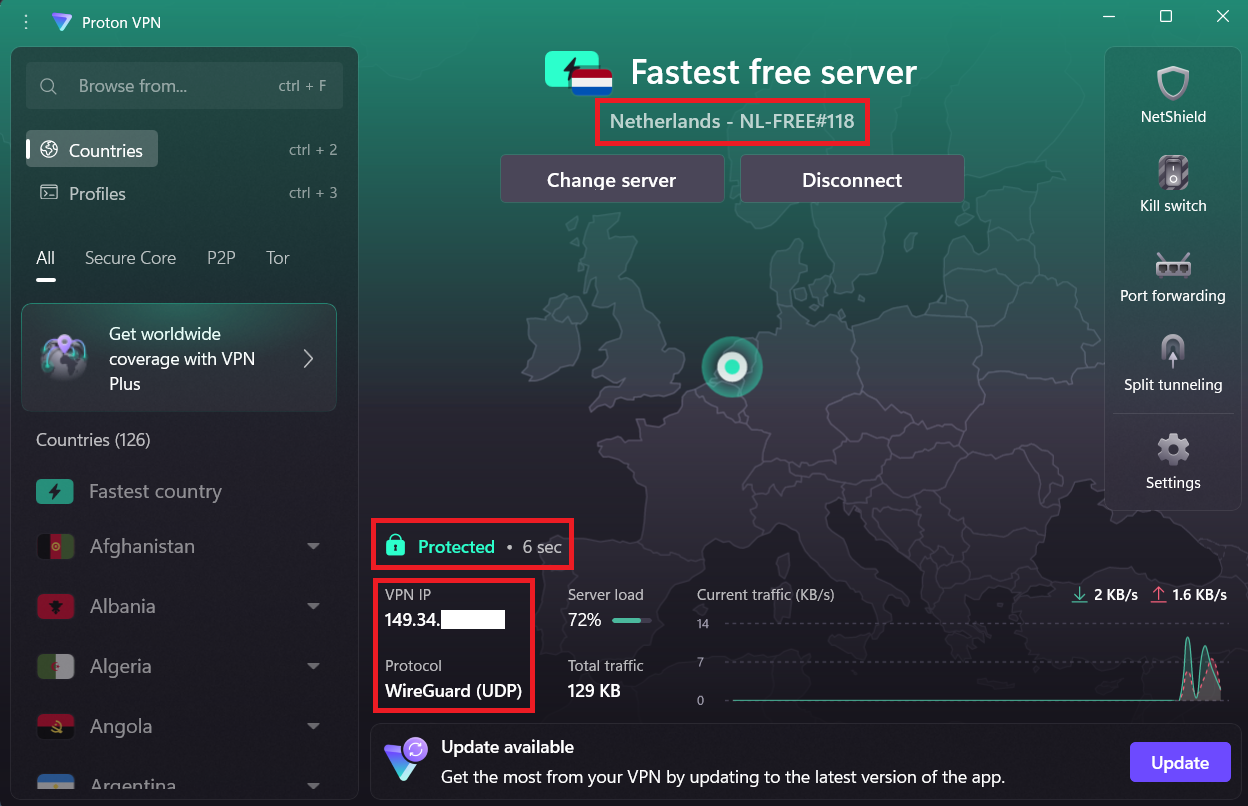 Proton VPN
Browse from...
ctrl + F
Countries
ctrl + 2
Profiles
ctrl + 3
All
Secure Core
P2P
Tor
Get worldwide
coverage with VPN
Plus
Countries (126)
Fastest country
Afghanistan
Albania
Algeria
Angola
Argentina
Fastest free server
Netherlands - NL-FREE#118
Change server
Disconnect
Protected • 6 sec
VPN IP
149.34.
Protocol
WireGuard (UDP)
Server load
72%
Total traffic
129 KB
Current traffic (KB/s)
2 KB/s
1.6 KB/s
14
7
0
Update available
Get the most from your VPN by updating to the latest version of the app.
Update
NetShield
Kill switch
Port forwarding
Split tunneling
Settings